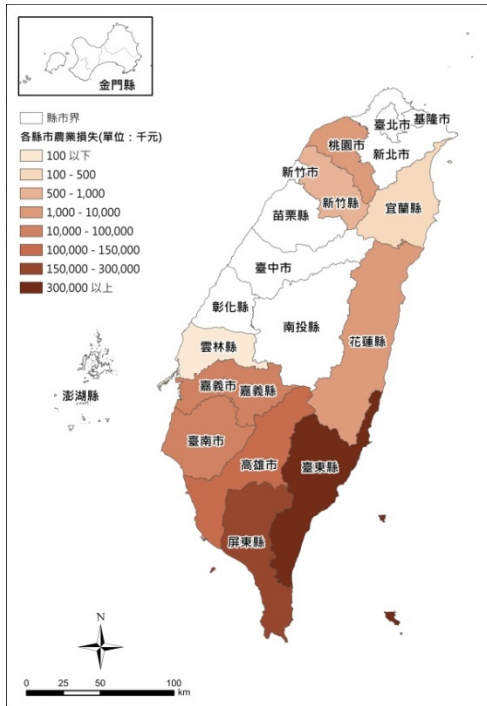 金門縣
縣市界
各縣市農業損失(單位：千元)
100 以下
100 - 500
500 - 1,000
1,000 - 10,000
10,000 - 100,000
100,000 - 150,000
150,000 - 300,000
300,000 以上
基隆市
臺北市
桃園市
新北市
新竹市
新竹縣
宜蘭縣
苗栗縣
臺中市
彰化縣
南投縣
花蓮縣
雲林縣
澎湖縣
嘉義市
嘉義縣
臺南市
高雄市
臺東縣
屏東縣
N
0 25 50 100
km